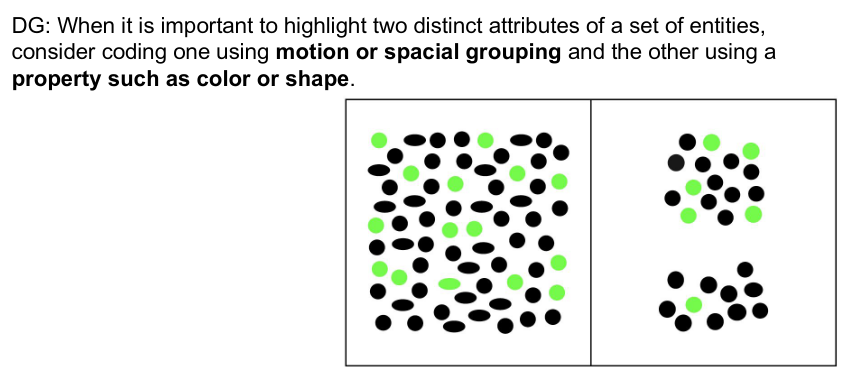 DG: When it is important to highlight two distinct attributes of a set of entities,
consider coding one using motion or spacial grouping and the other using a
property such as color or shape.